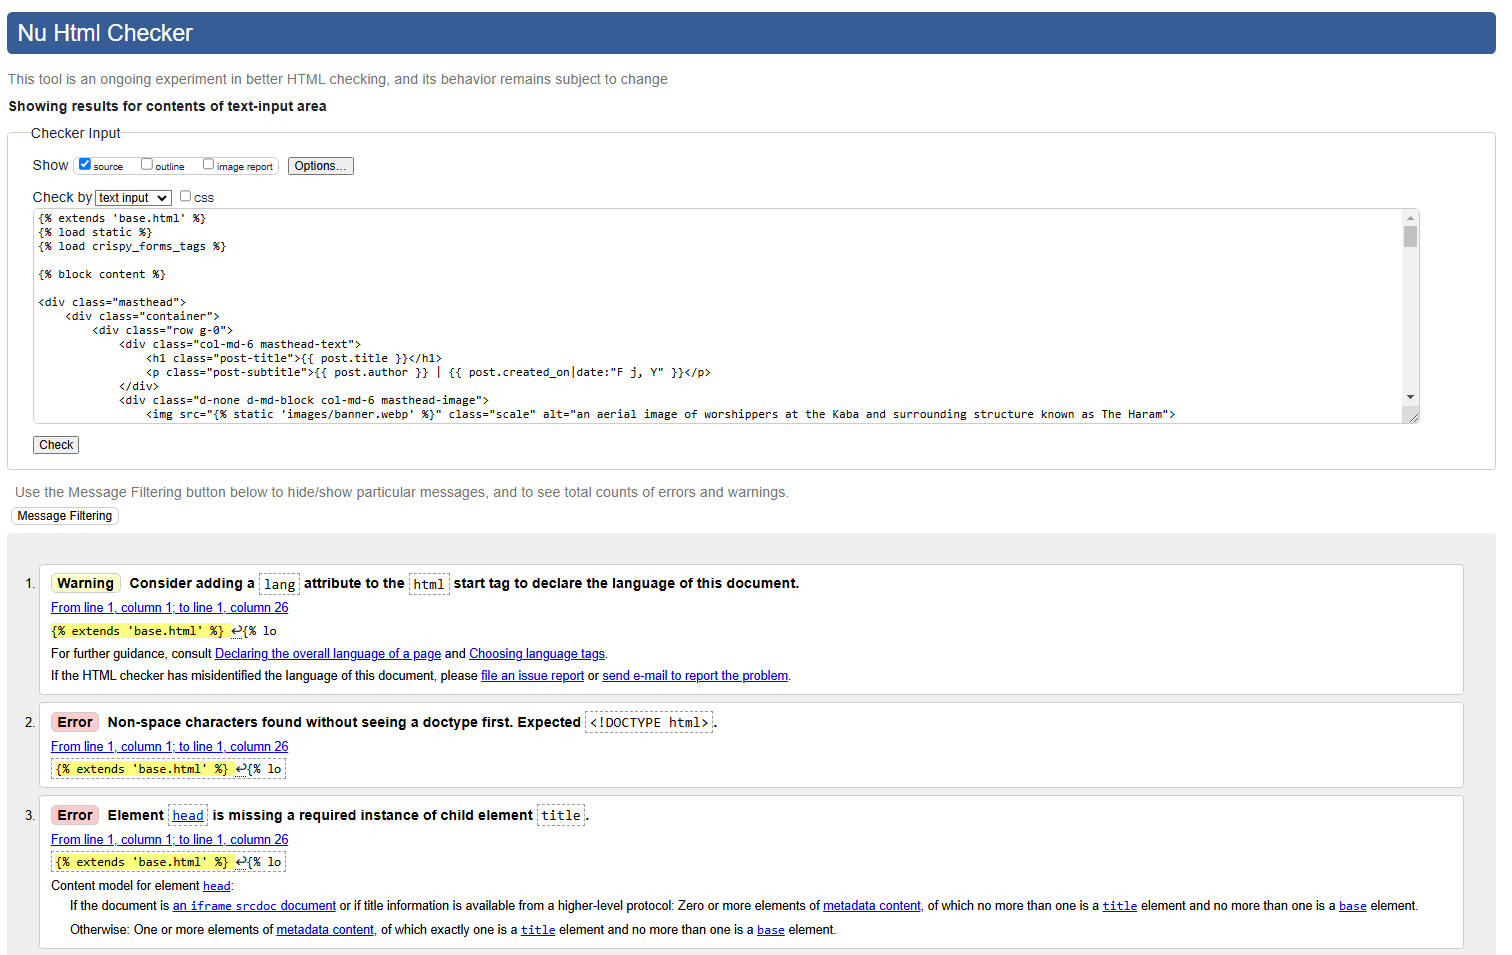 Nu Html Checker
This tool is an ongoing experiment in better HTML checking, and its behavior remains subject to change
Showing results for contents of text-input area
Checker Input
Show source outline image report Options...
Check by text input CSS
{% extends 'base.html' %}
{% load static %}
{% load crispy_forms_tags %}
{% block content %}
<div class="masthead">
<div class="container">
<div class="row g-0">
<div class="col-md-6 masthead-text">
<h1 class="post-title">{{ post.title }}</h1>
<p class="post-subtitle">{{ post.author }} | {{ post.created_on|date:"F j, Y" }}</p>
</div>
<div class="d-none d-md-block col-md-6 masthead-image">
<img src="{% static 'images/banner.webp' %}" class="scale" alt="an aerial image of worshippers at the Kaba and surrounding structure known as The Haram">
Check
Use the Message Filtering button below to hide/show particular messages, and to see total counts of errors and warnings.
Message Filtering
1. Warning Consider adding a lang attribute to the html start tag to declare the language of this document.
From line 1, column 1; to line 1, column 26
{% extends 'base.html' %} ↩{% lo
For further guidance, consult Declaring the overall language of a page and Choosing language tags.
If the HTML checker has misidentified the language of this document, please file an issue report or send e-mail to report the problem.
2. Error Non-space characters found without seeing a doctype first. Expected <!DOCTYPE html>.
From line 1, column 1; to line 1, column 26
{% extends 'base.html' %} ↩{% lo
3. Error Element head is missing a required instance of child element title.
From line 1, column 1; to line 1, column 26
{% extends 'base.html' %} ↩{% lo
Content model for element head:
If the document is an iframe srcdoc document or if title information is available from a higher-level protocol: Zero or more elements of metadata content, of which no more than one is a title element and no more than one is a base element.
Otherwise: One or more elements of metadata content, of which exactly one is a title element and no more than one is a base element.